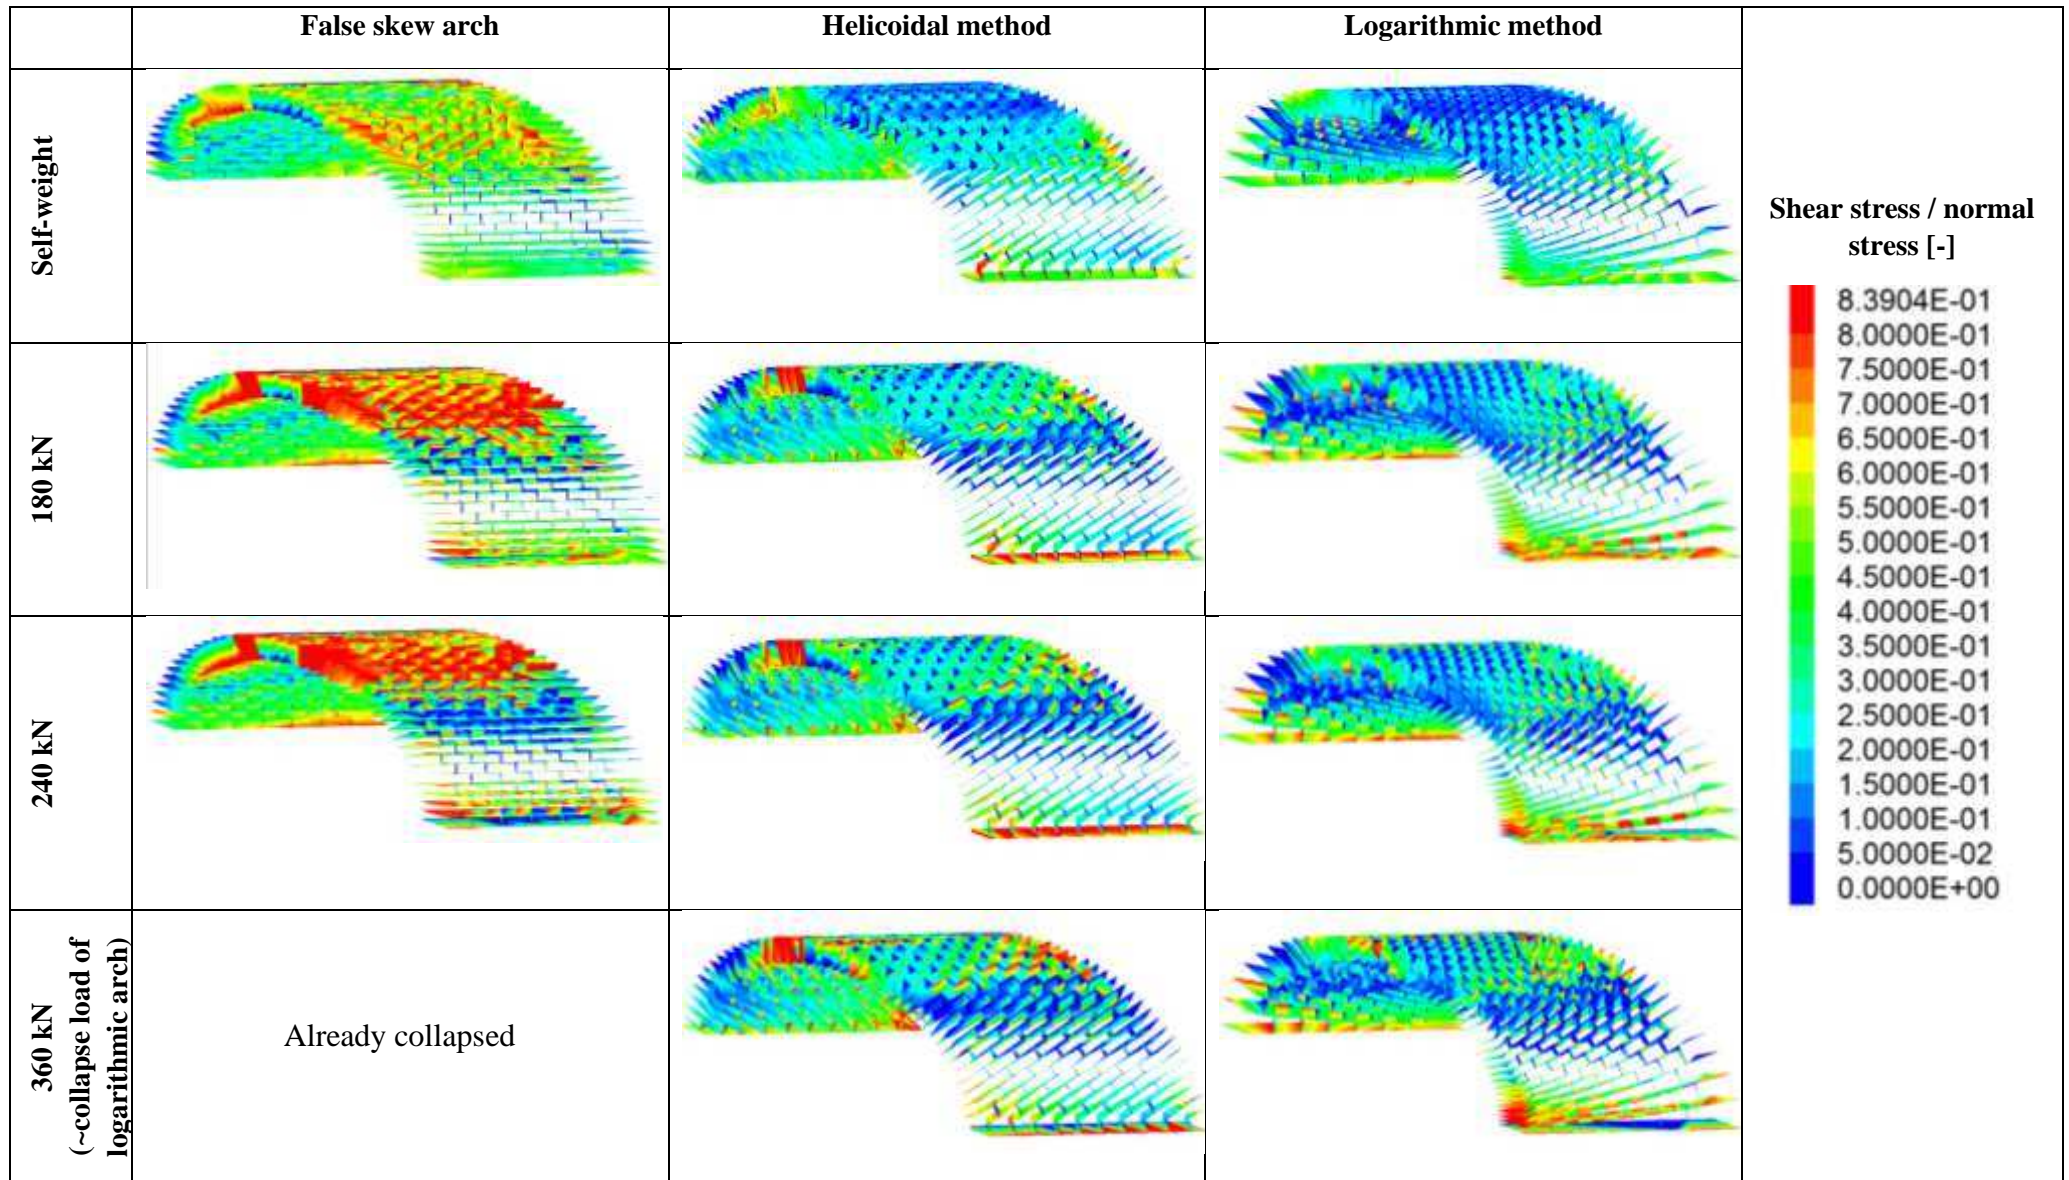 False skew arch
Helicoidal method
Logarithmic method
Self-weight
180 kN
240 kN
360 kN
(~collapse load of
logarithmic arch)
Already collapsed
Shear stress / normal
stress [-]
8.3904E-01
8.0000E-01
7.5000E-01
7.0000E-01
6.5000E-01
6.0000E-01
5.5000E-01
5.0000E-01
4.5000E-01
4.0000E-01
3.5000E-01
3.0000E-01
2.5000E-01
2.0000E-01
1.5000E-01
1.0000E-01
5.0000E-02
0.0000E+00